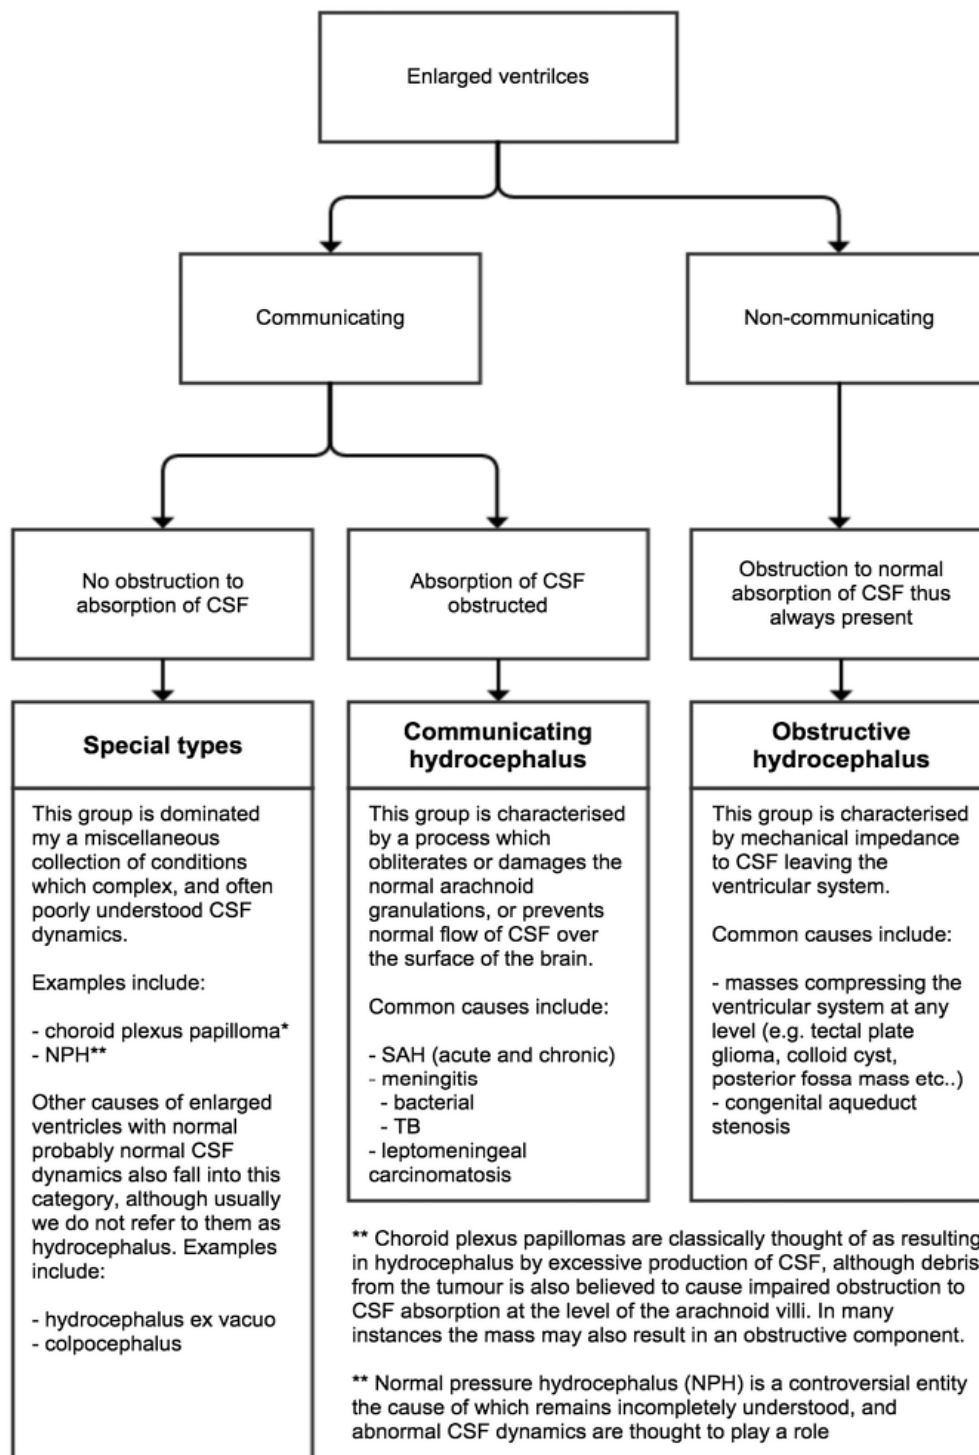 Enlarged ventrilces
Communicating
Non-communicating
No obstruction to
absorption of CSF
Absorption of CSF
obstructed
Obstruction to normal
absorption of CSF thus
always present
Special types
This group is dominated
my a miscellaneous
collection of conditions
which complex, and often
poorly understood CSF
dynamics.
Examples include:
- choroid plexus papilloma*
- NPH**
Other causes of enlarged
ventricles with normal
probably normal CSF
dynamics also fall into this
category, although usually
we do not refer to them as
hydrocephalus. Examples
include:
- hydrocephalus ex vacuo
- colpocephalus
Communicating
hydrocephalus
This group is characterised
by a process which
obliterates or damages the
normal arachnoid
granulations, or prevents
normal flow of CSF over
the surface of the brain.
Common causes include:
- SAH (acute and chronic)
- meningitis
- bacterial
- TB
- leptomeningeal
carcinomatosis
Obstructive
hydrocephalus
This group is characterised
by mechanical impedance
to CSF leaving the
ventricular system.
Common causes include:
- masses compressing the
ventricular system at any
level (e.g. tectal plate
glioma, colloid cyst,
posterior fossa mass etc..)
- congenital aqueduct
stenosis
** Choroid plexus papillomas are classically thought of as resulting
in hydrocephalus by excessive production of CSF, although debris
from the tumour is also believed to cause impaired obstruction to
CSF absorption at the level of the arachnoid villi. In many
instances the mass may also result in an obstructive component.
** Normal pressure hydrocephalus (NPH) is a controversial entity
the cause of which remains incompletely understood, and
abnormal CSF dynamics are thought to play a role